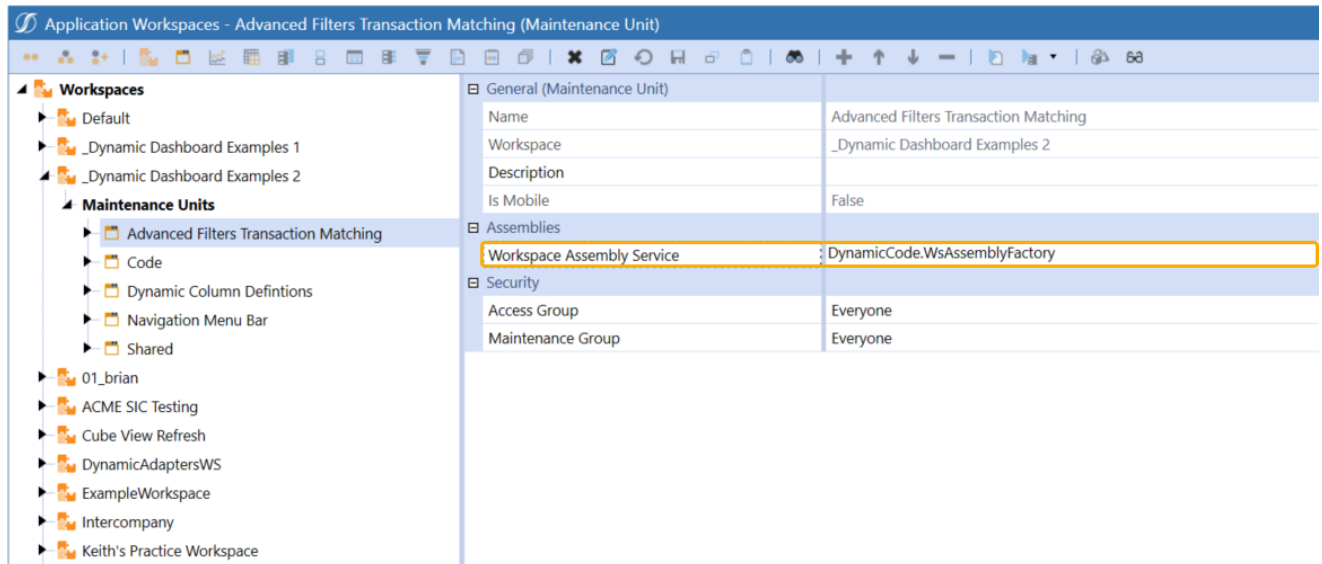 Application Workspaces - Advanced Filters Transaction Matching (Maintenance Unit)
Workspaces
Default
_Dynamic Dashboard Examples 1
_Dynamic Dashboard Examples 2
Maintenance Units
Advanced Filters Transaction Matching
Code
Dynamic Column Defintions
Navigation Menu Bar
Shared
01_brian
ACME SIC Testing
Cube View Refresh
DynamicAdaptersWS
ExampleWorkspace
Intercompany
Keith's Practice Workspace
General (Maintenance Unit)
Name Advanced Filters Transaction Matching
Workspace _Dynamic Dashboard Examples 2
Description
Is Mobile False
Assemblies
Workspace Assembly Service DynamicCode.WsAssemblyFactory
Security
Access Group Everyone
Maintenance Group Everyone